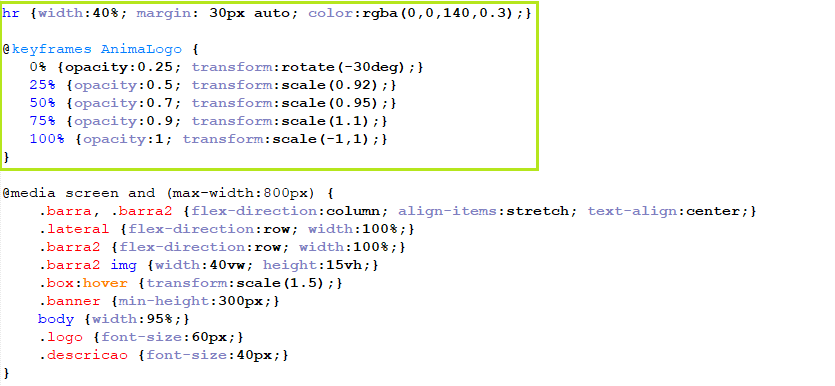 hr {width:40%; margin: 30px auto; color:rgba(0,0,140,0.3);}
@keyframes AnimaLogo {
0% {opacity:0.25; transform:rotate(-30deg);}
25% {opacity:0.5; transform:scale(0.92);}
50% {opacity:0.7; transform:scale(0.95);}
75% {opacity:0.9; transform:scale(1.1);}
100% {opacity:1; transform:scale(-1,1);}
}
@media screen and (max-width:800px) {
.barra, .barra2 {flex-direction:column; align-items:stretch; text-align:center;}
.lateral {flex-direction:row; width:100%;}
.barra2 {flex-direction:row; width:100%;}
.barra2 img {width:40vw; height:15vh;}
.box:hover {transform:scale(1.5);}
.banner {min-height:300px;}
body {width:95%;}
.logo {font-size:60px;}
.descricao {font-size:40px;}
}